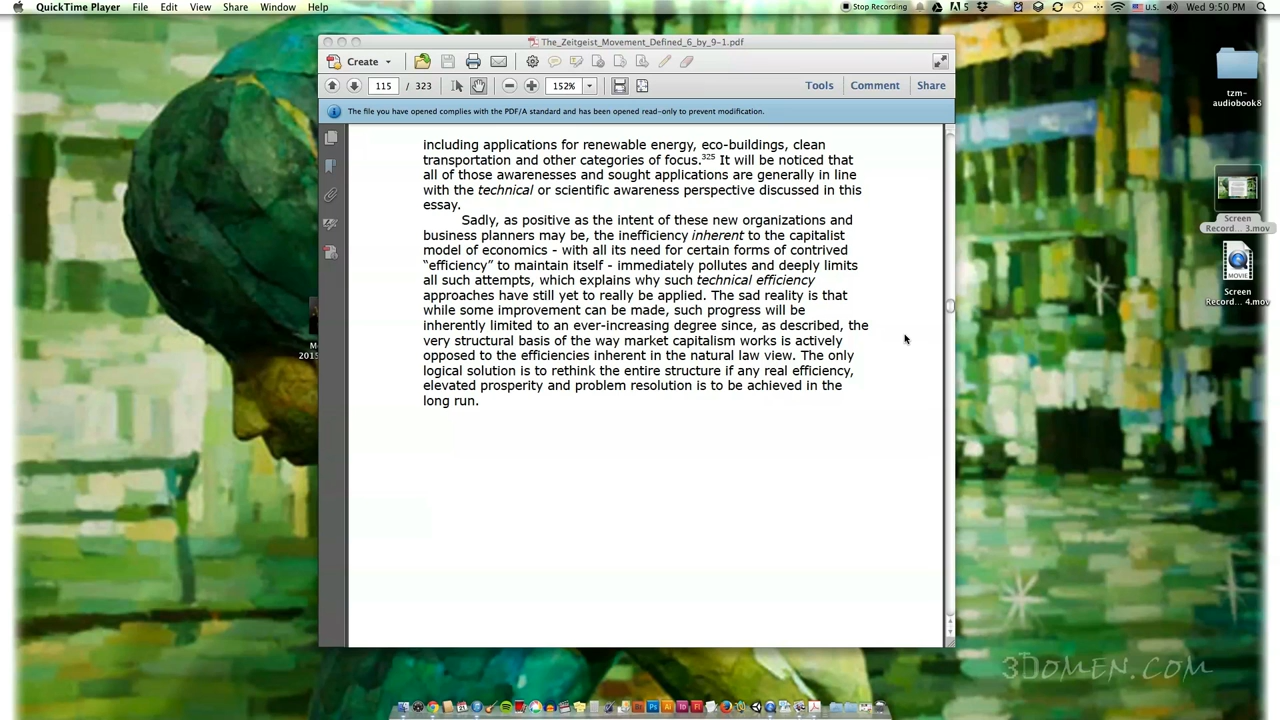 QuickTime Player File Edit View Share Window Help
Stop Recording 5 U.S. Wed 9:50 PM
The_Zeitgeist_Movement_Defined_6_by_9-1.pdf
Create
115 / 323 152% Tools Comment Share
The file you have opened complies with the PDF/A standard and has been opened read-only to prevent modification.
including applications for renewable energy, eco-buildings, clean
transportation and other categories of focus.325 It will be noticed that
all of those awarenesses and sought applications are generally in line
with the technical or scientific awareness perspective discussed in this
essay.
Sadly, as positive as the intent of these new organizations and
business planners may be, the inefficiency inherent to the capitalist
model of economics - with all its need for certain forms of contrived
“efficiency” to maintain itself - immediately pollutes and deeply limits
all such attempts, which explains why such technical efficiency
approaches have still yet to really be applied. The sad reality is that
while some improvement can be made, such progress will be
inherently limited to an ever-increasing degree since, as described, the
very structural basis of the way market capitalism works is actively
opposed to the efficiencies inherent in the natural law view. The only
logical solution is to rethink the entire structure if any real efficiency,
elevated prosperity and problem resolution is to be achieved in the
long run.
tzm-
audiobook8
Screen
Record... 3.mov
MOVIE
Screen
Record... 4.mov
3DOMEN.COM